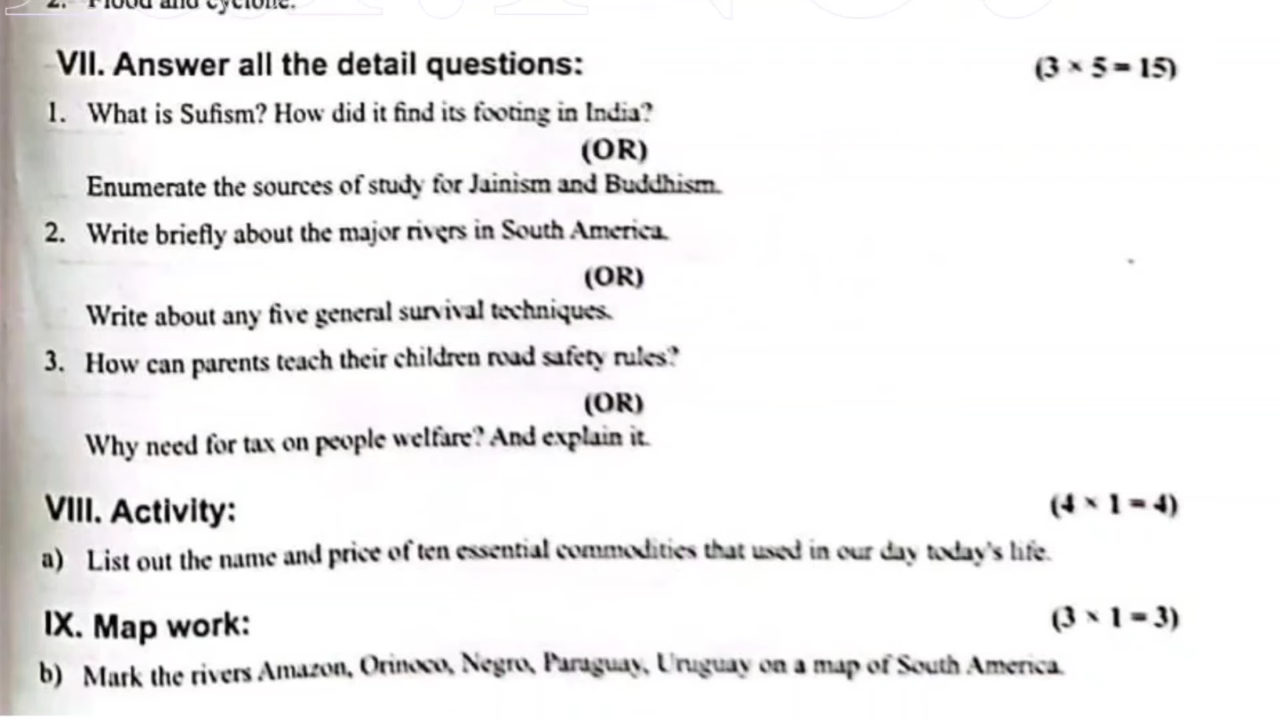 2. Flood and cyclone.
VII. Answer all the detail questions: (3 × 5 = 15)
1. What is Sufism? How did it find its footing in India?
(OR)
Enumerate the sources of study for Jainism and Buddhism.
2. Write briefly about the major rivers in South America.
(OR)
Write about any five general survival techniques.
3. How can parents teach their children road safety rules?
(OR)
Why need for tax on people welfare? And explain it.
VIII. Activity: (4 × 1 = 4)
a) List out the name and price of ten essential commodities that used in our day today's life.
IX. Map work: (3 × 1 = 3)
b) Mark the rivers Amazon, Orinoco, Negro, Paraguay, Uruguay on a map of South America.